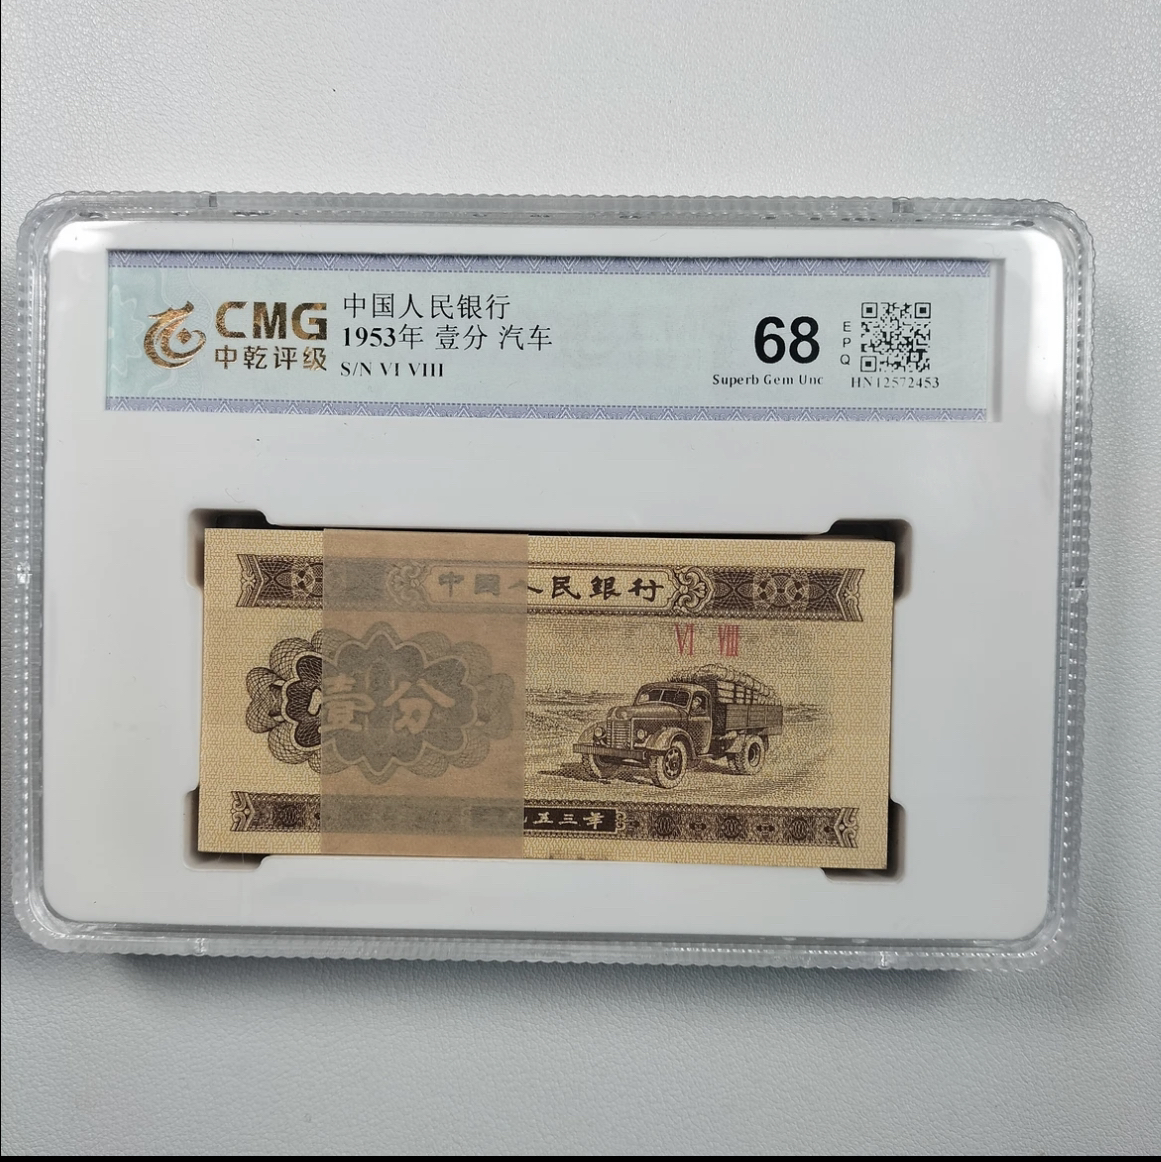 CMG
中乾评级
中国人民银行
1953年 壹分 汽车
S/N VI VIII
68
EPQ
Superb Gem Unc
HN12572453
中国人民銀行
VI VIII
壹分
五三年